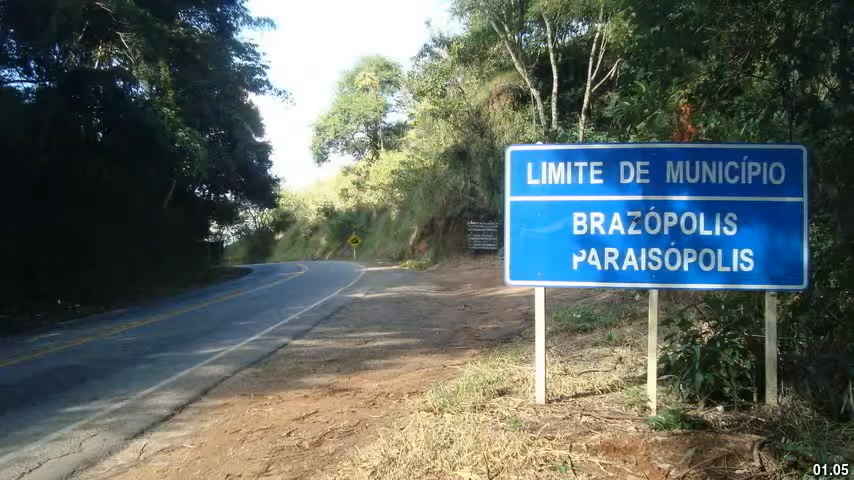 LIMITE DE MUNICÍPIO
BRAZÓPOLIS
PARAISÓPOLIS
01.05